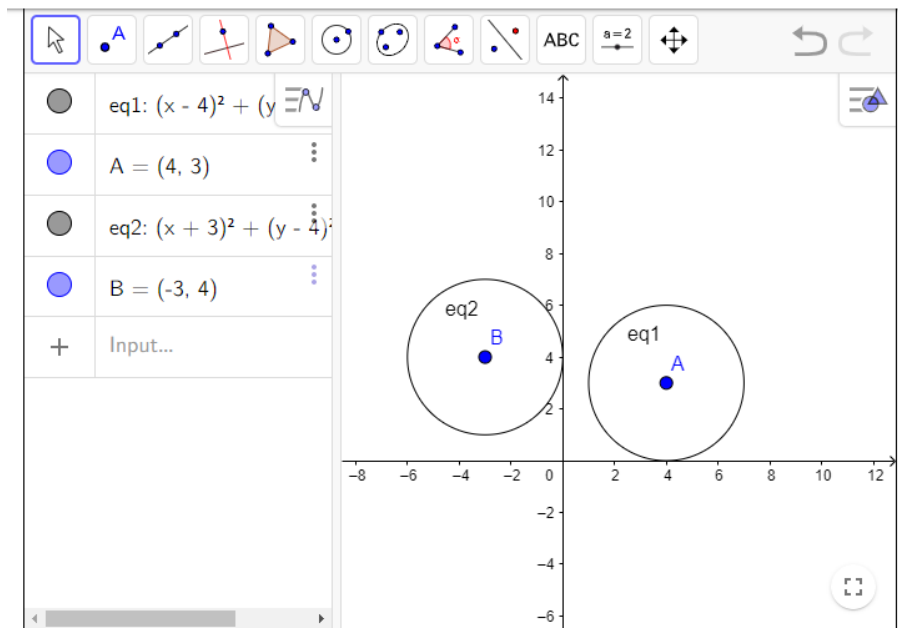 A
ABC
a=2
eq1: (x - 4)² + (y
A = (4, 3)
eq2: (x + 3)² + (y - 4)²
B = (-3, 4)
+ Input...
14
12
10
8
6
4
2
eq2
B
eq1
A
–8 –6 –4 –2 0 2 4 6 8 10 12
–2
–4
–6